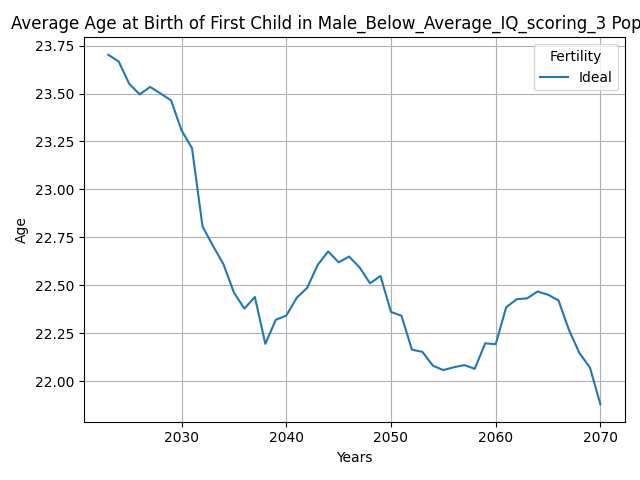 Average Age at Birth of First Child in Male_Below_Average_IQ_scoring_3 Pop
23.75
23.50
23.25
23.00
22.75
22.50
22.25
22.00
Age
Fertility
Ideal
2030 2040 2050 2060 2070
Years